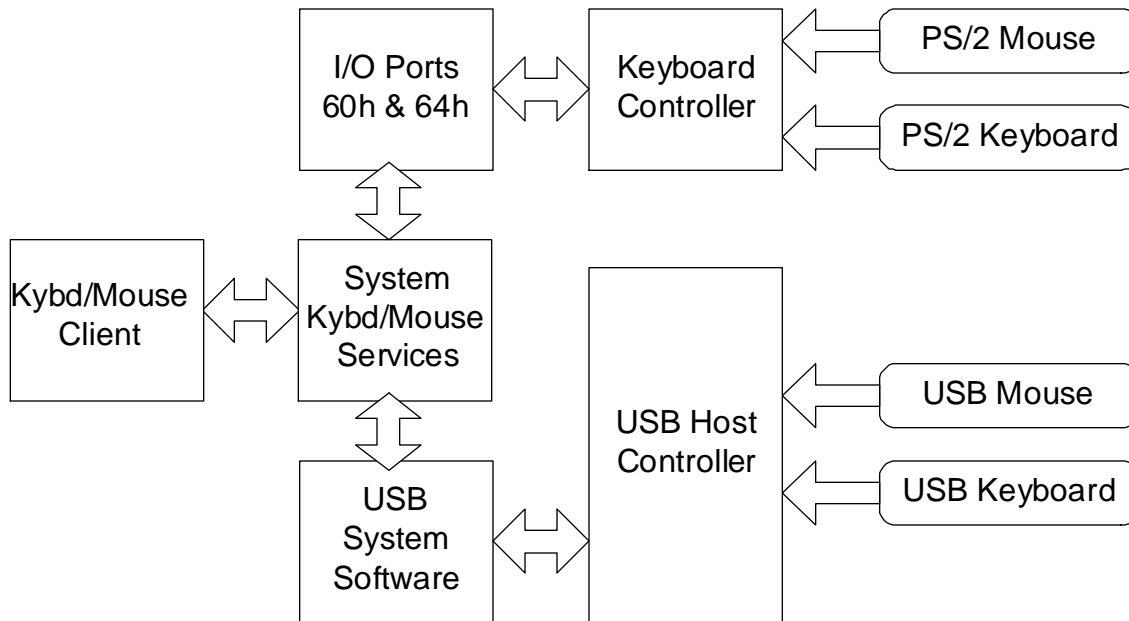 I/O Ports
60h & 64h
Keyboard
Controller
PS/2 Mouse
PS/2 Keyboard
Kybd/Mouse
Client
System
Kybd/Mouse
Services
USB Host
Controller
USB Mouse
USB Keyboard
USB
System
Software